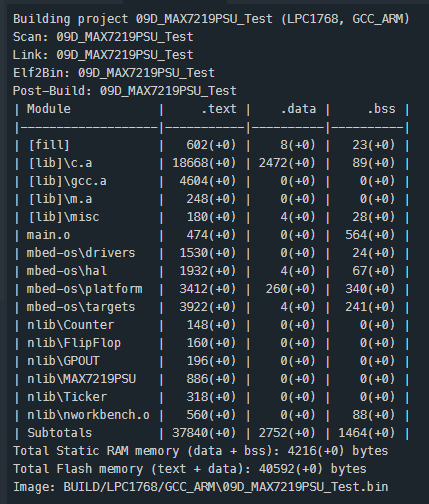 Building project 09D_MAX7219PSU_Test (LPC1768, GCC_ARM)
Scan: 09D_MAX7219PSU_Test
Link: 09D_MAX7219PSU_Test
Elf2Bin: 09D_MAX7219PSU_Test
Post-Build: 09D_MAX7219PSU_Test
| Module             |     .text |    .data |     .bss |
|--------------------|-----------|----------|----------|
| [fill]             |   602(+0) |    8(+0) |   23(+0) |
| [lib]\c.a          | 18668(+0) | 2472(+0) |   89(+0) |
| [lib]\gcc.a        |  4604(+0) |    0(+0) |    0(+0) |
| [lib]\m.a          |   248(+0) |    0(+0) |    0(+0) |
| [lib]\misc         |   180(+0) |    4(+0) |   28(+0) |
| main.o             |   474(+0) |    0(+0) |  564(+0) |
| mbed-os\drivers    |  1530(+0) |    0(+0) |   24(+0) |
| mbed-os\hal        |  1932(+0) |    4(+0) |   67(+0) |
| mbed-os\platform   |  3412(+0) |  260(+0) |  340(+0) |
| mbed-os\targets    |  3922(+0) |    4(+0) |  241(+0) |
| nlib\Counter       |   148(+0) |    0(+0) |    0(+0) |
| nlib\FlipFlop      |   160(+0) |    0(+0) |    0(+0) |
| nlib\GPOUT         |   196(+0) |    0(+0) |    0(+0) |
| nlib\MAX7219PSU    |   886(+0) |    0(+0) |    0(+0) |
| nlib\Ticker        |   318(+0) |    0(+0) |    0(+0) |
| nlib\nworkbench.o  |   560(+0) |    0(+0) |   88(+0) |
| Subtotals          | 37840(+0) | 2752(+0) | 1464(+0) |
Total Static RAM memory (data + bss): 4216(+0) bytes
Total Flash memory (text + data): 40592(+0) bytes
Image: BUILD/LPC1768/GCC_ARM\09D_MAX7219PSU_Test.bin